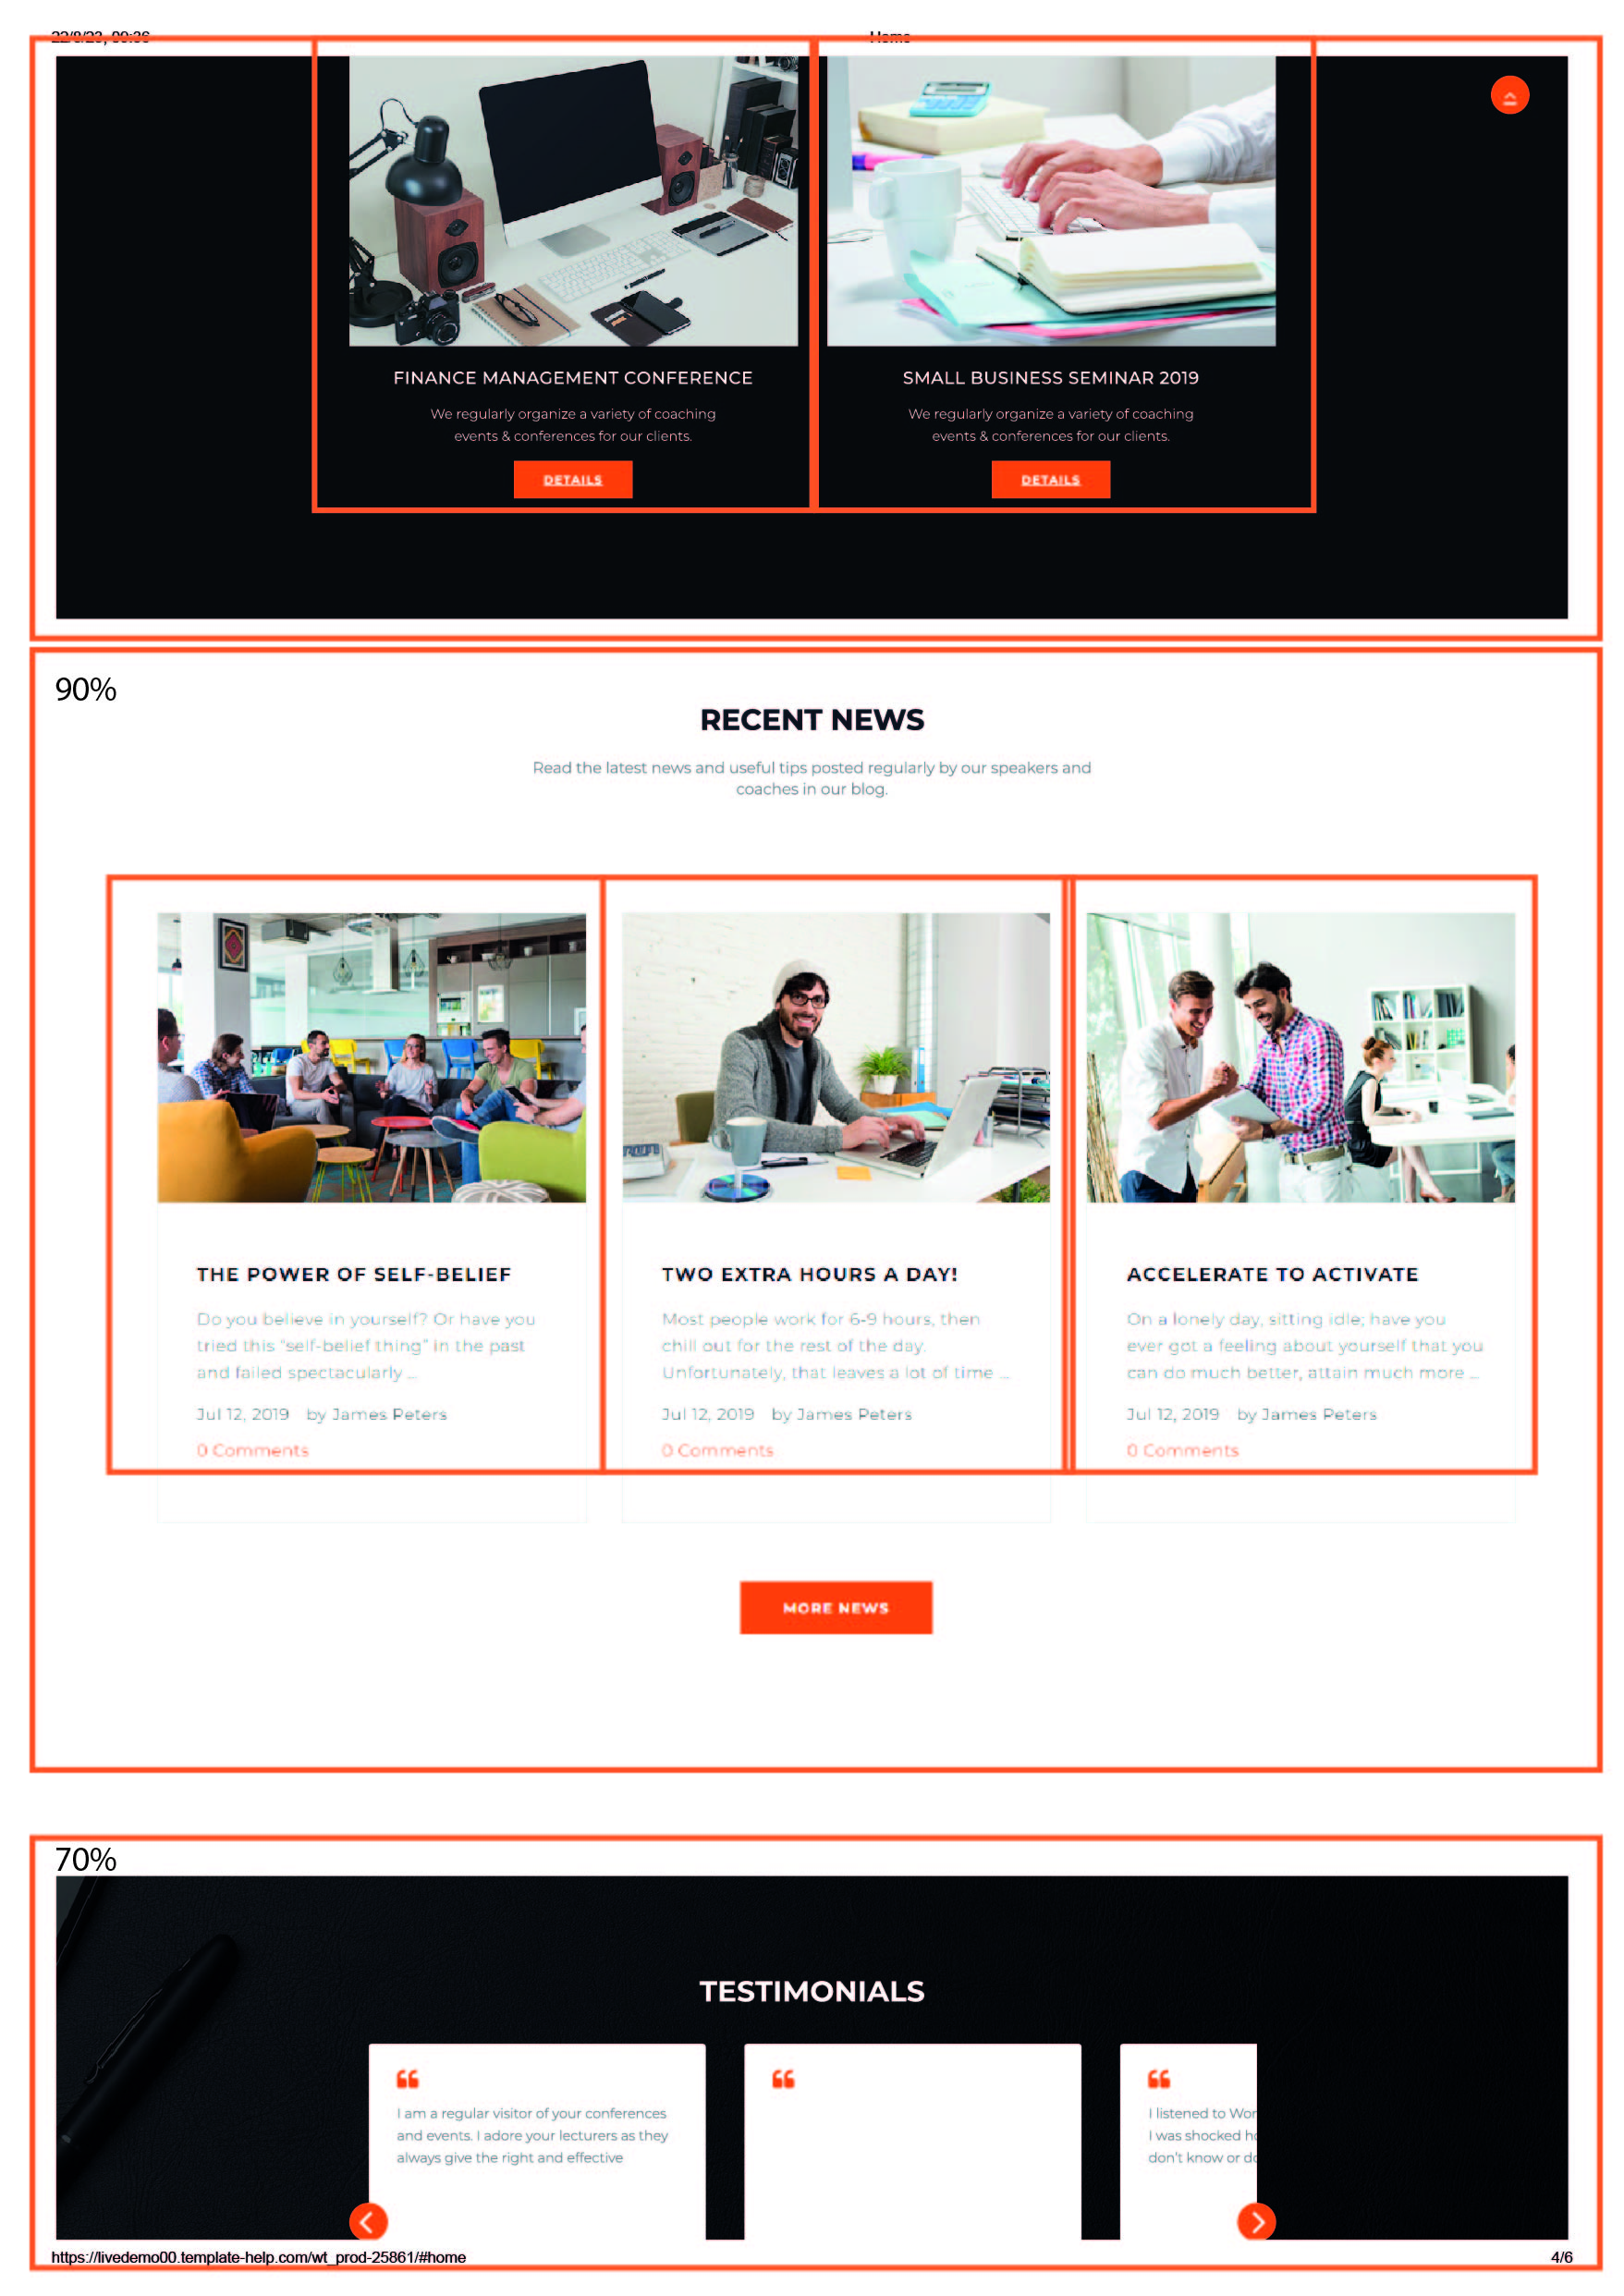 22/8/23, 09:36
Home
FINANCE MANAGEMENT CONFERENCE
We regularly organize a variety of coaching
events & conferences for our clients.
DETAILS
SMALL BUSINESS SEMINAR 2019
We regularly organize a variety of coaching
events & conferences for our clients.
DETAILS
90%
RECENT NEWS
Read the latest news and useful tips posted regularly by our speakers and
coaches in our blog.
THE POWER OF SELF-BELIEF
Do you believe in yourself? Or have you
tried this "self-belief thing" in the past
and failed spectacularly ...
Jul 12, 2019 by James Peters
0 Comments
TWO EXTRA HOURS A DAY!
Most people work for 6-9 hours, then
chill out for the rest of the day.
Unfortunately, that leaves a lot of time ...
Jul 12, 2019 by James Peters
0 Comments
ACCELERATE TO ACTIVATE
On a lonely day, sitting idle; have you
ever got a feeling about yourself that you
can do much better, attain much more ...
Jul 12, 2019 by James Peters
0 Comments
MORE NEWS
70%
TESTIMONIALS
I am a regular visitor of your conferences
and events. I adore your lecturers as they
always give the right and effective
I listened to Wor
I was shocked
don't know or
https://livedemo00.template-help.com/wt_prod-25861/#home
4/6